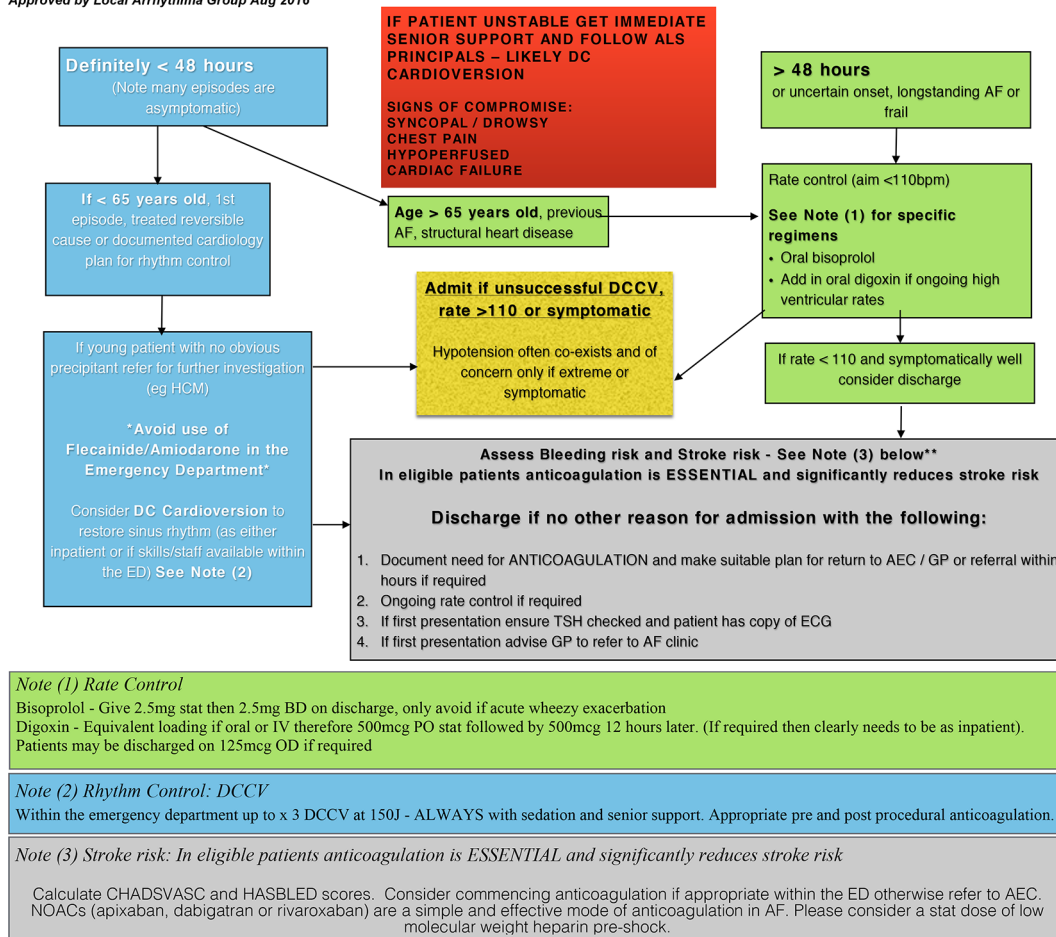 Approved by Local Arrhythmia Group Aug 2016
IF PATIENT UNSTABLE GET IMMEDIATE
SENIOR SUPPORT AND FOLLOW ALS
PRINCIPALS – LIKELY DC
CARDIOVERSION
SIGNS OF COMPROMISE:
SYNCOPAL / DROWSY
CHEST PAIN
HYPOPERFUSED
CARDIAC FAILURE
Definitely < 48 hours
(Note many episodes are
asymptomatic)
> 48 hours
or uncertain onset, longstanding AF or
frail
If < 65 years old, 1st
episode, treated reversible
cause or documented cardiology
plan for rhythm control
Age > 65 years old, previous
AF, structural heart disease
Rate control (aim <110bpm)
See Note (1) for specific
regimens
• Oral bisoprolol
• Add in oral digoxin if ongoing high
ventricular rates
Admit if unsuccessful DCCV,
rate >110 or symptomatic
Hypotension often co-exists and of
concern only if extreme or
symptomatic
If young patient with no obvious
precipitant refer for further investigation
(eg HCM)
*Avoid use of
Flecainide/Amiodarone in the
Emergency Department*
Consider DC Cardioversion to
restore sinus rhythm (as either
inpatient or if skills/staff available within
the ED) See Note (2)
If rate < 110 and symptomatically well
consider discharge
Assess Bleeding risk and Stroke risk - See Note (3) below**
In eligible patients anticoagulation is ESSENTIAL and significantly reduces stroke risk
Discharge if no other reason for admission with the following:
1. Document need for ANTICOAGULATION and make suitable plan for return to AEC / GP or referral within
hours if required
2. Ongoing rate control if required
3. If first presentation ensure TSH checked and patient has copy of ECG
4. If first presentation advise GP to refer to AF clinic
Note (1) Rate Control
Bisoprolol - Give 2.5mg stat then 2.5mg BD on discharge, only avoid if acute wheezy exacerbation
Digoxin - Equivalent loading if oral or IV therefore 500mcg PO stat followed by 500mcg 12 hours later. (If required then clearly needs to be as inpatient).
Patients may be discharged on 125mcg OD if required
Note (2) Rhythm Control: DCCV
Within the emergency department up to x 3 DCCV at 150J - ALWAYS with sedation and senior support. Appropriate pre and post procedural anticoagulation.
Note (3) Stroke risk: In eligible patients anticoagulation is ESSENTIAL and significantly reduces stroke risk
Calculate CHADSVASC and HASBLED scores. Consider commencing anticoagulation if appropriate within the ED otherwise refer to AEC.
NOACs (apixaban, dabigatran or rivaroxaban) are a simple and effective mode of anticoagulation in AF. Please consider a stat dose of low
molecular weight heparin pre-shock.